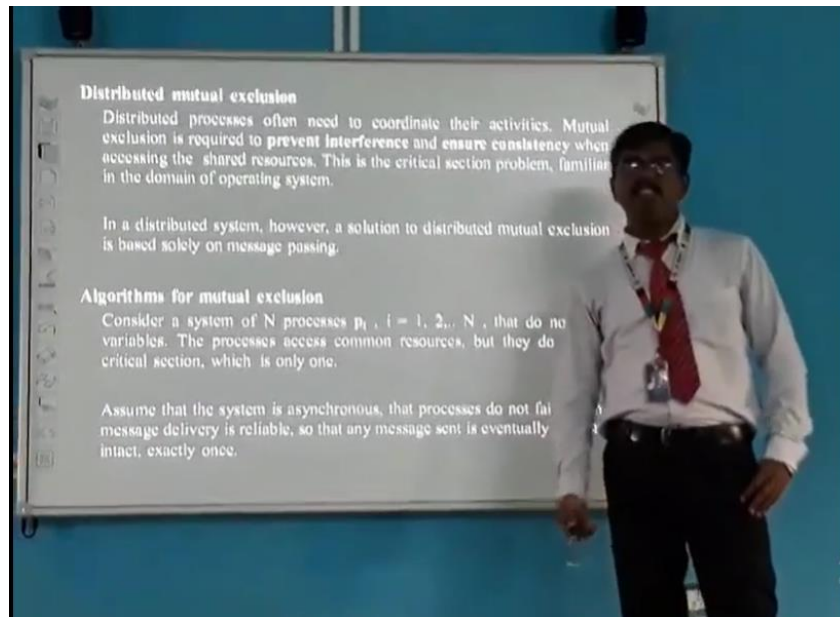 Distributed mutual exclusion
Distributed processes often need to coordinate their activities. Mutual
exclusion is required to prevent interference and ensure consistency when
accessing the shared resources. This is the critical section problem, familiar
in the domain of operating system.
In a distributed system, however, a solution to distributed mutual exclusion
is based solely on message passing.
Algorithms for mutual exclusion
Consider a system of N processes pᵢ , i = 1, 2,.. N , that do no
variables. The processes access common resources, but they do
critical section, which is only one.
Assume that the system is asynchronous, that processes do not fai
message delivery is reliable, so that any message sent is eventually
intact, exactly once.